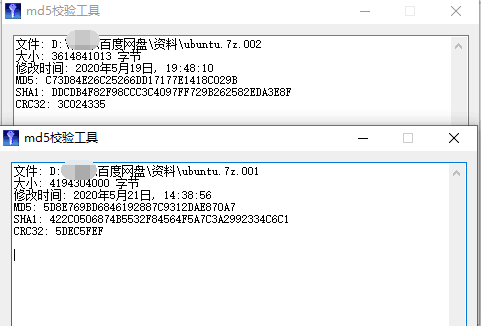 md5校验工具
文件: D:\百度网盘\资料\ubuntu.7z.002
大小: 3614841013 字节
修改时间: 2020年5月19日, 19:48:10
MD5: C73D84E26C25266DD17177E1418C029B
SHA1: DDCDB4F82F98CCC3C4097FF729B262582EDA3E8F
CRC32: 3C024335
md5校验工具
文件: D:\百度网盘\资料\ubuntu.7z.001
大小: 4194304000 字节
修改时间: 2020年5月21日, 14:38:56
MD5: 5D8E769BD6846192887C9312DAE870A7
SHA1: 422C0506874B5532F84564F5A7C3A2992334C6C1
CRC32: 5DEC5FEF